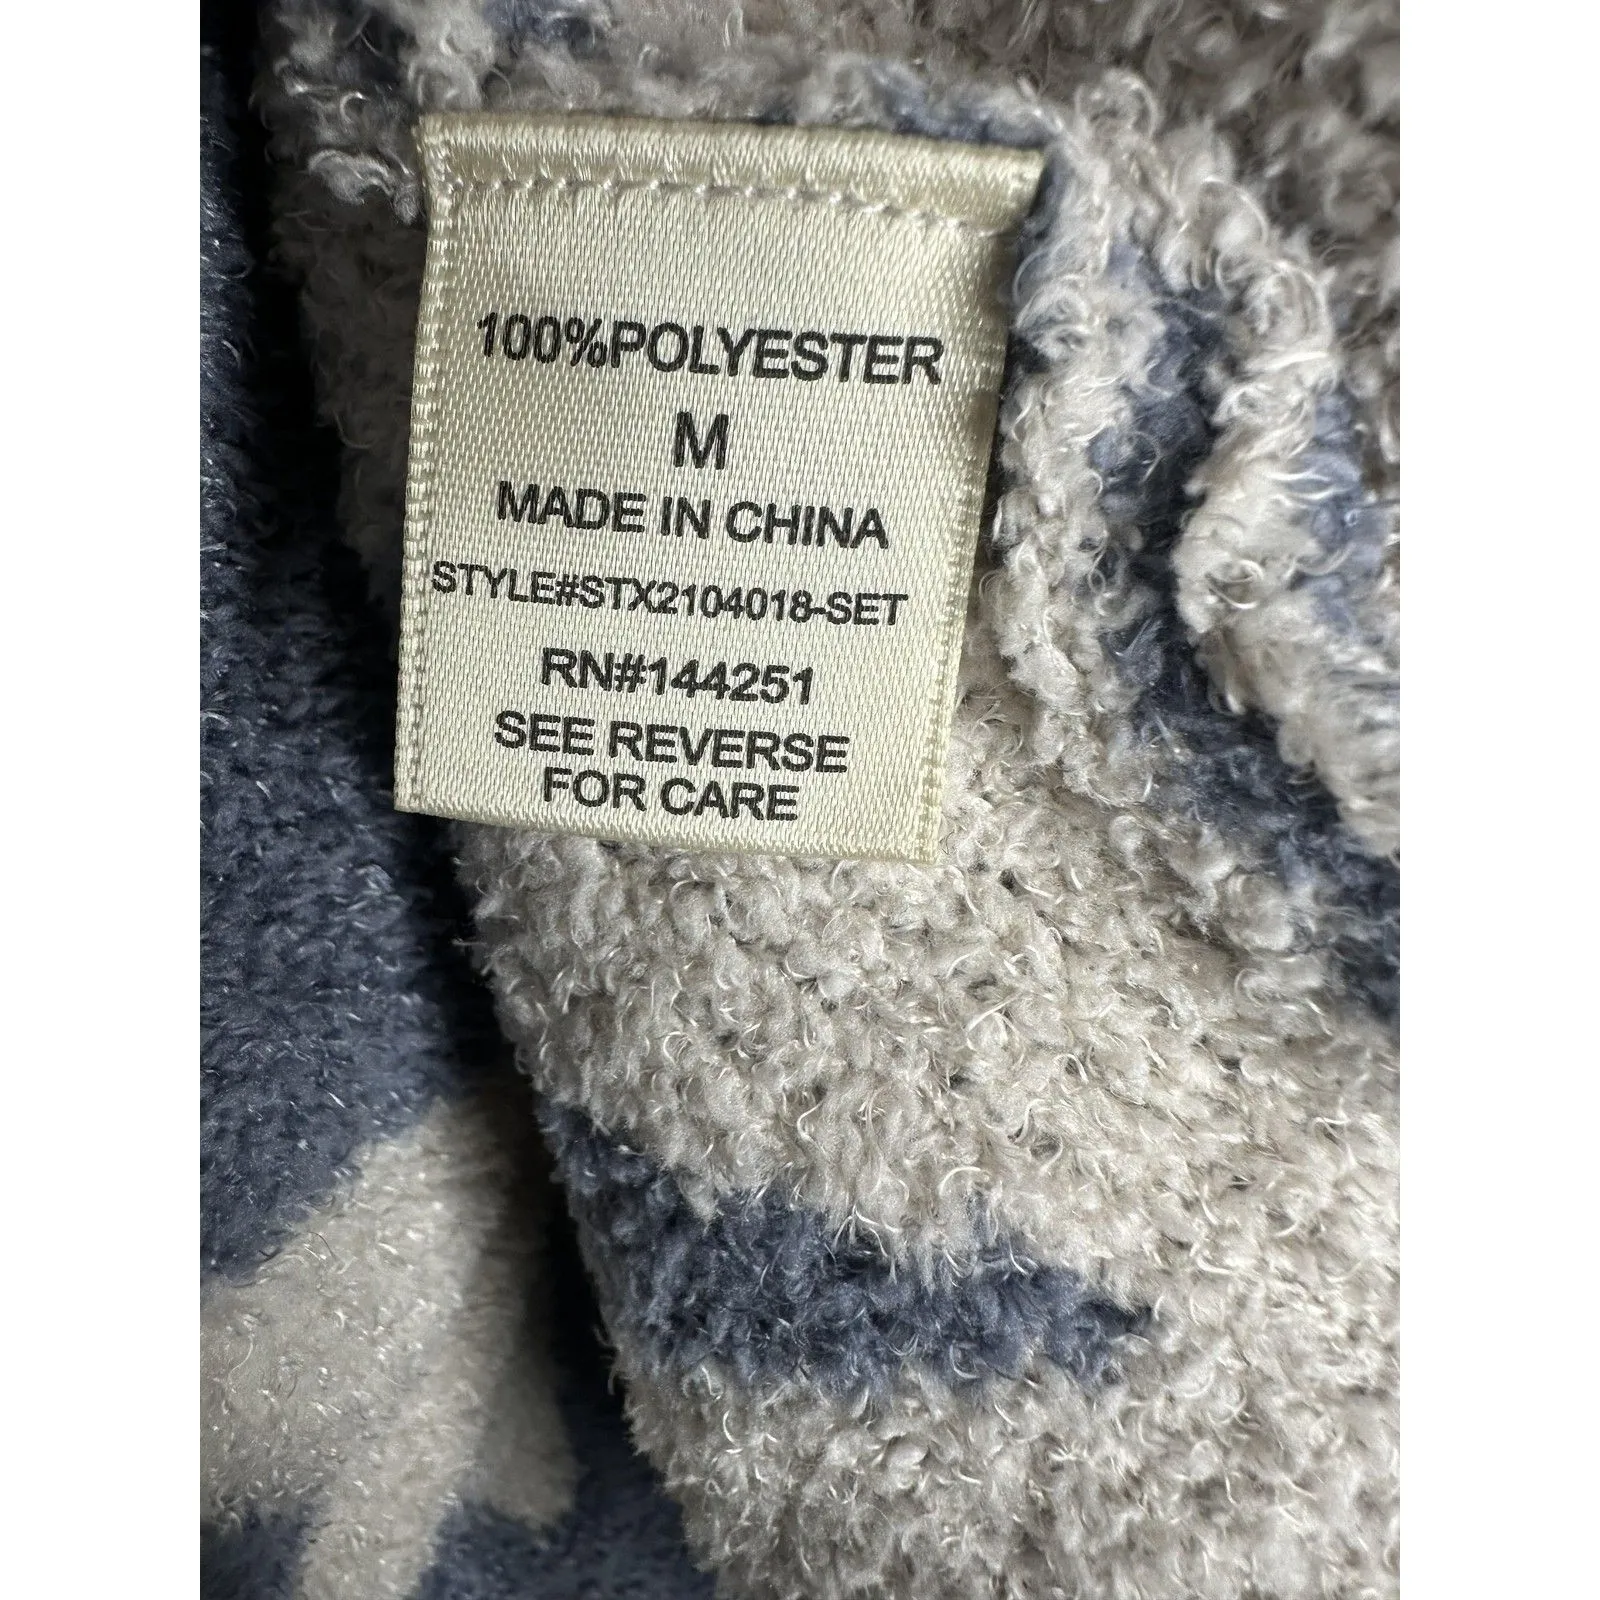 100%POLYESTER
M
MADE IN CHINA
STYLE#STX2104018-SET
RN#144251
SEE REVERSE
FOR CARE